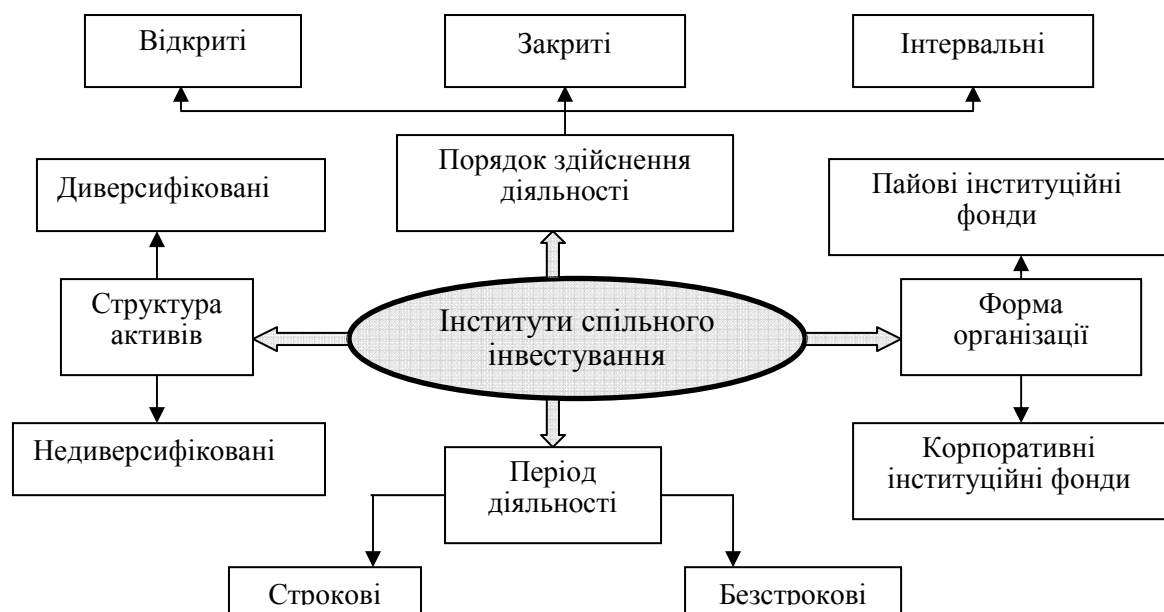 Відкриті
Закриті
Інтервальні
Порядок здійснення
діяльності
Диверсифіковані
Пайові інституційні
фонди
Структура
активів
Інститути спільного
інвестування
Форма
організації
Недиверсифіковані
Період
діяльності
Корпоративні
інституційні фонди
Строкові
Безстрокові